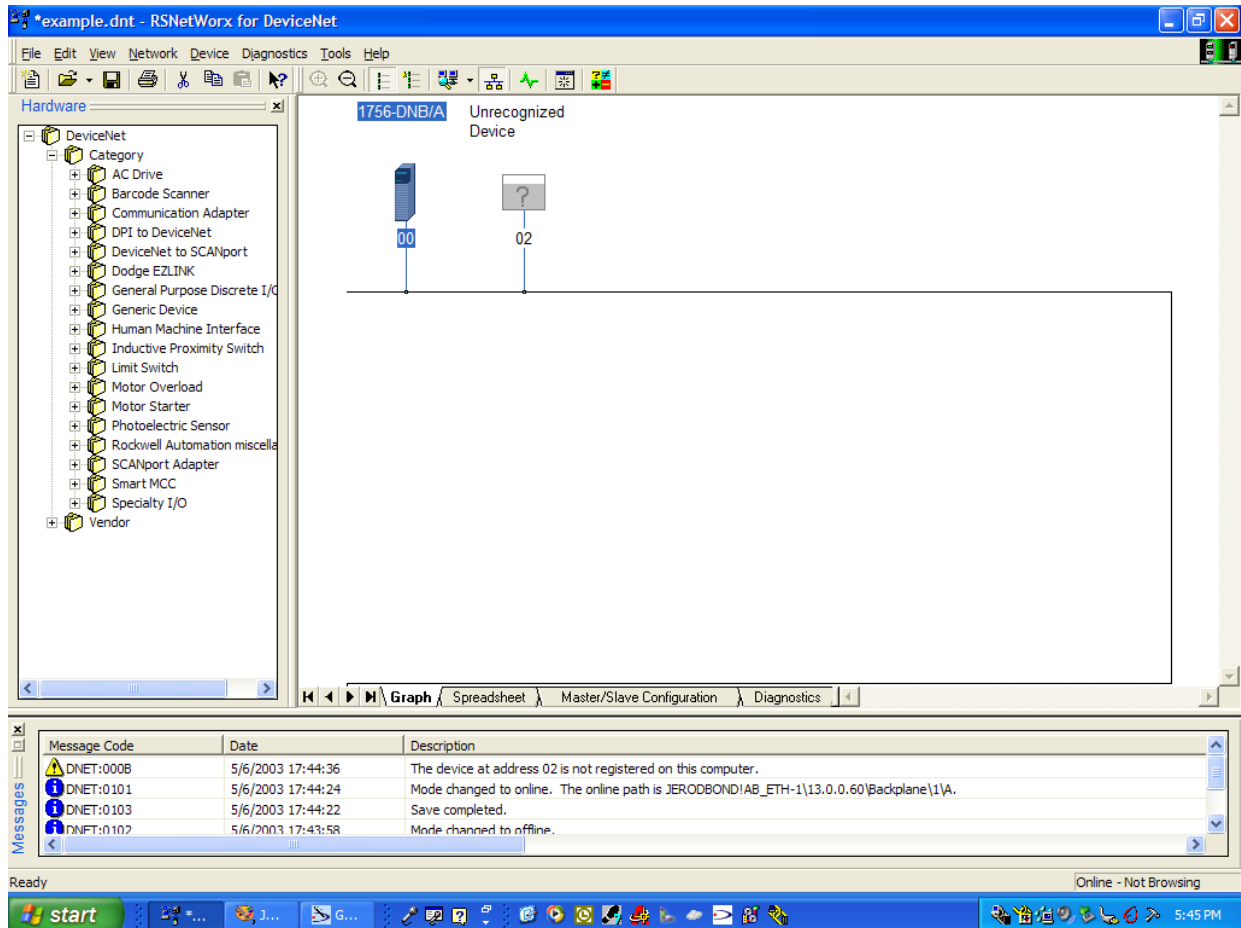 *example.dnt - RSNetWorx for DeviceNet
File Edit View Network Device Diagnostics Tools Help
Hardware
DeviceNet
Category
AC Drive
Barcode Scanner
Communication Adapter
DPI to DeviceNet
DeviceNet to SCANport
Dodge EZLINK
General Purpose Discrete I/O
Generic Device
Human Machine Interface
Inductive Proximity Switch
Limit Switch
Motor Overload
Motor Starter
Photoelectric Sensor
Rockwell Automation miscella
SCANport Adapter
Smart MCC
Specialty I/O
Vendor
1756-DNB/A
Unrecognized
Device
?
00
02
Graph Spreadsheet Master/Slave Configuration Diagnostics
Messages
Message Code Date Description
DNET:000B 5/6/2003 17:44:36 The device at address 02 is not registered on this computer.
DNET:0101 5/6/2003 17:44:24 Mode changed to online. The online path is JERODBOND!AB_ETH-1\13.0.0.60\Backplane\1\A.
DNET:0103 5/6/2003 17:44:22 Save completed.
DNET:0102 5/6/2003 17:43:58 Mode changed to offline.
Ready
Online - Not Browsing
start
*...
J...
G...
5:45 PM